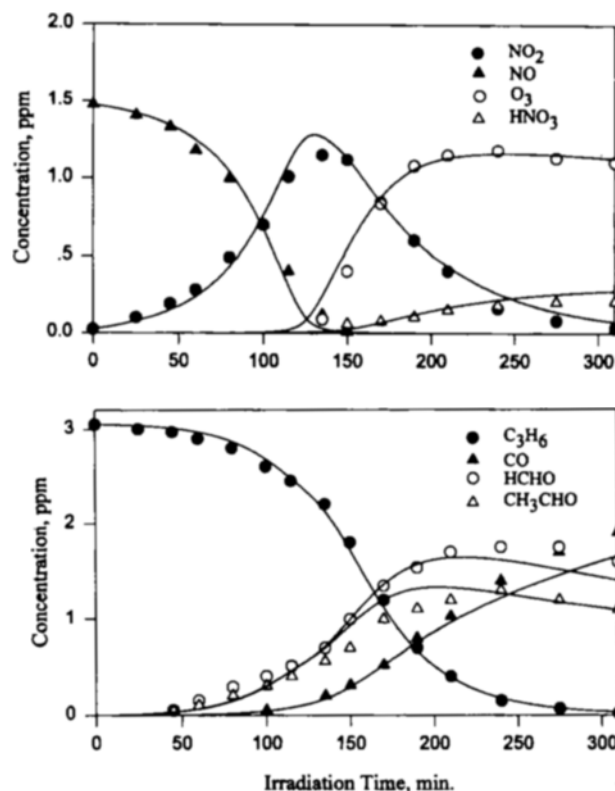 2.0
1.5
1.0
.5
0.0
Concentration, ppm
NO2
NO
O3
HNO3
0 50 100 150 200 250 300
3
2
1
0
Concentration, ppm
C3H6
CO
HCHO
CH3CHO
0 50 100 150 200 250 300
Irradiation Time, min.